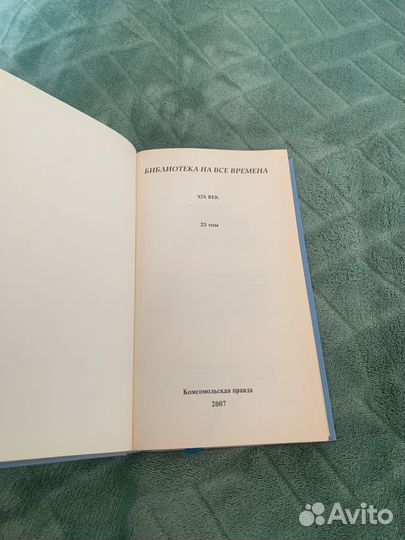 БИБЛИОТЕКА НА ВСЕ ВРЕМЕНА
XIX ВЕК
23 том
Комсомольская правда
2007
Avito